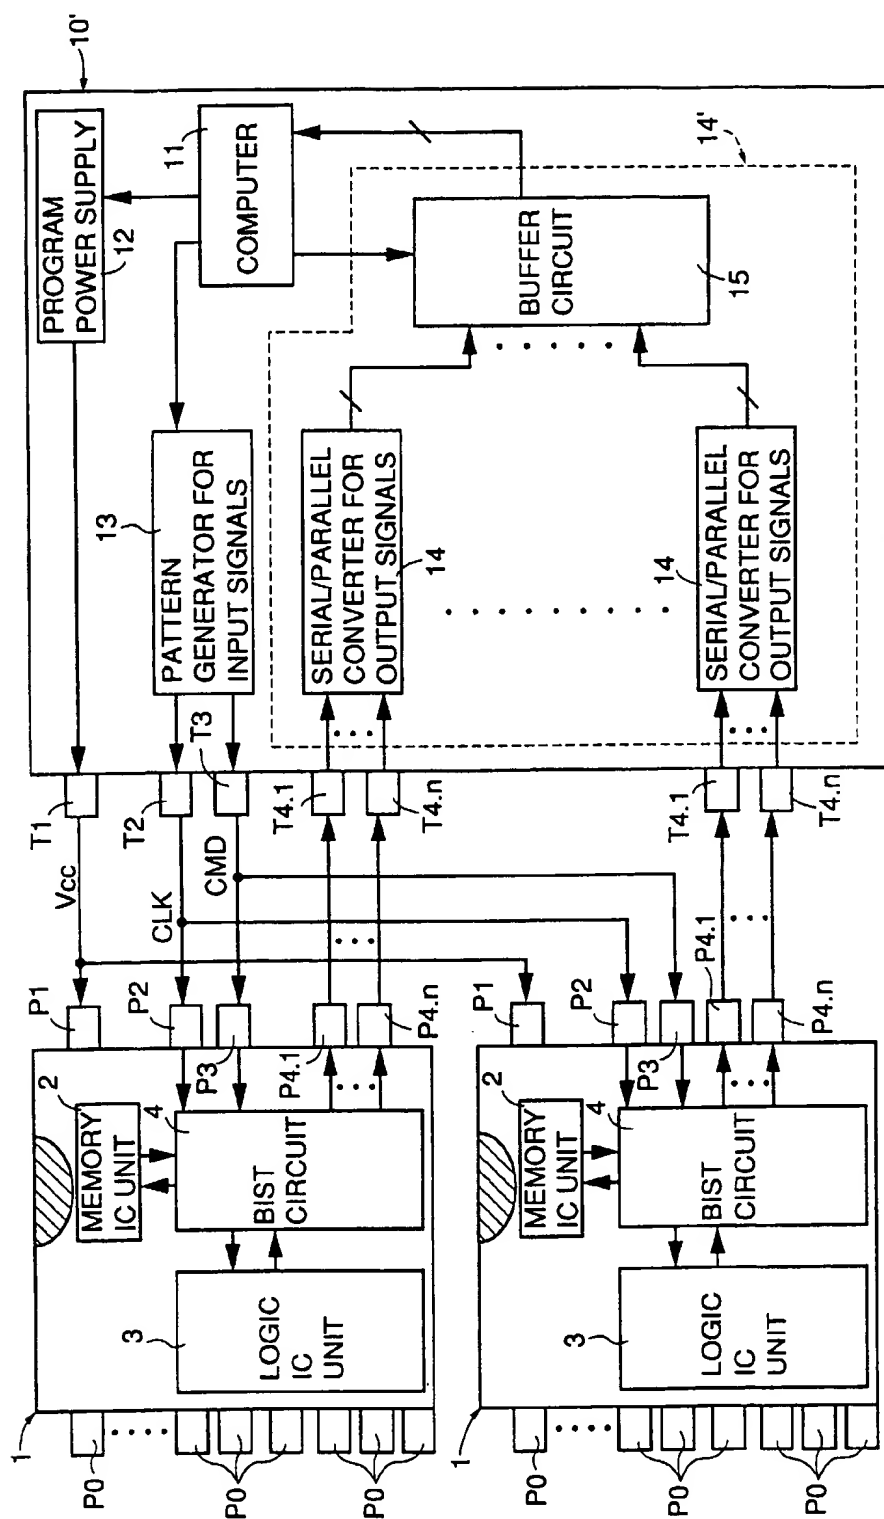 10'
PROGRAM
POWER SUPPLY
12
11
COMPUTER
14'
BUFFER
CIRCUIT
15
13
PATTERN
GENERATOR FOR
INPUT SIGNALS
SERIAL/PARALLEL
CONVERTER FOR
OUTPUT SIGNALS
14
SERIAL/PARALLEL
CONVERTER FOR
OUTPUT SIGNALS
14
T1
T2
T3
T4.1
T4.n
T4.1
T4.n
Vcc
CLK
CMD
P1
P2
P3
P4.1
P4.n
P1
P2
P3
P4.1
P4.n
1
2
MEMORY
IC UNIT
4
BIST
CIRCUIT
3
LOGIC
IC UNIT
P0
P0
P0
1
2
MEMORY
IC UNIT
4
BIST
CIRCUIT
3
LOGIC
IC UNIT
P0
P0
P0